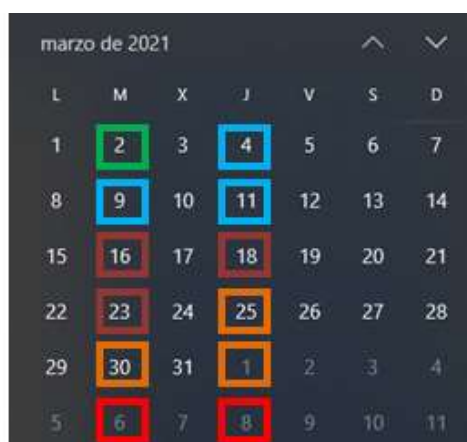 marzo de 2021
L M X J V S D
1 2 3 4 5 6 7
8 9 10 11 12 13 14
15 16 17 18 19 20 21
22 23 24 25 26 27 28
29 30 31 1 2 3 4
5 6 7 8 9 10 11